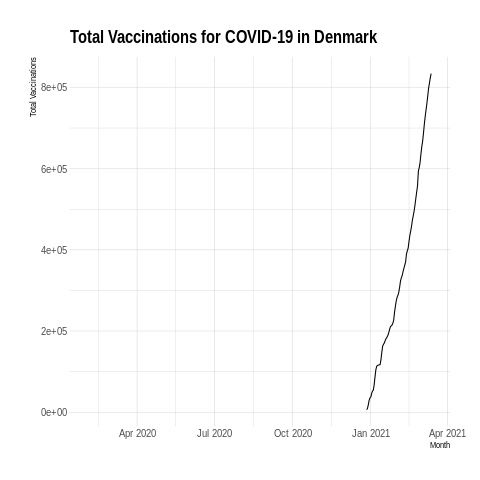 Total Vaccinations for COVID-19 in Denmark
Total Vaccinations
8e+05
6e+05
4e+05
2e+05
0e+00
Apr 2020 Jul 2020 Oct 2020 Jan 2021 Apr 2021
Month